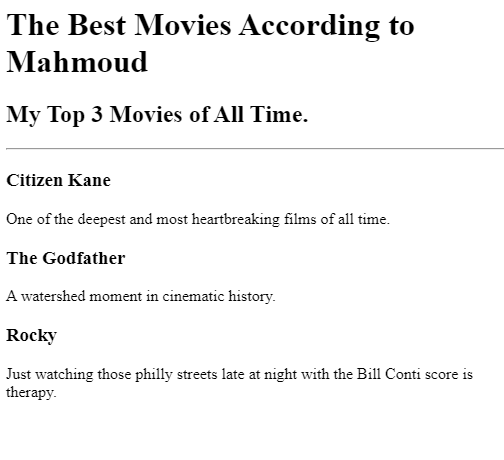 The Best Movies According to
Mahmoud
My Top 3 Movies of All Time.
Citizen Kane
One of the deepest and most heartbreaking films of all time.
The Godfather
A watershed moment in cinematic history.
Rocky
Just watching those philly streets late at night with the Bill Conti score is
therapy.